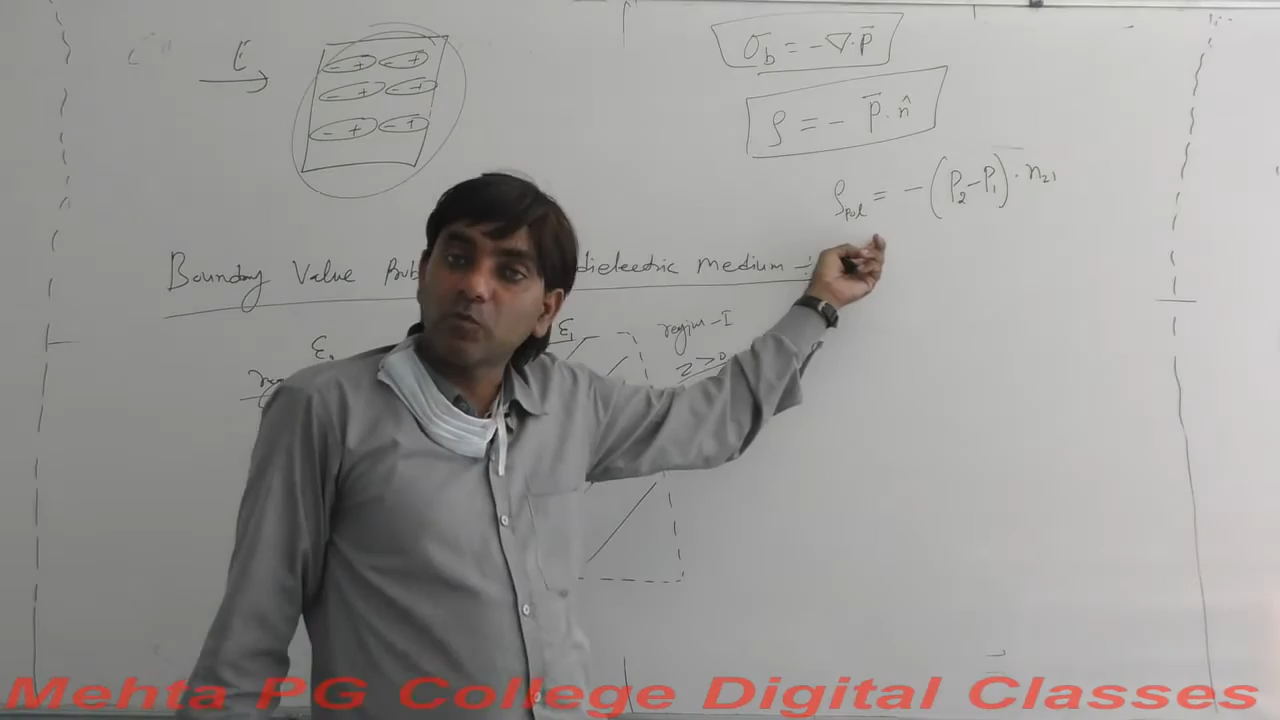 E
- + - +
- + - +
- + - +
σb = -∇·P̄
ρ = - P̄·n̂
ρpol = -(P2-P1)·n21
Boundary Value dielectric medium :-
ε1
region-I
z>0
Mehta PG College Digital Classes